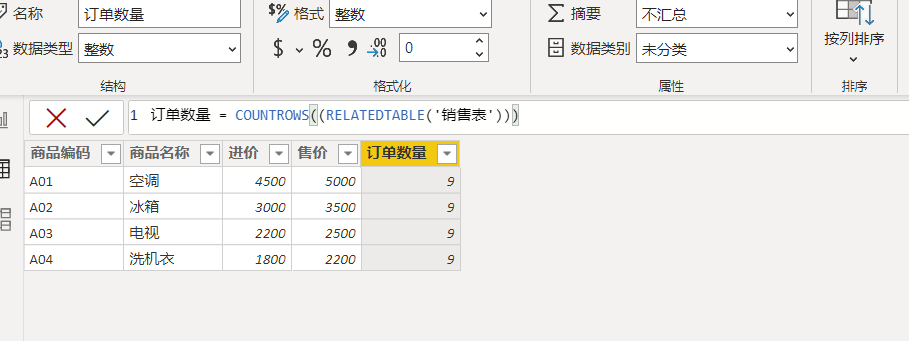 名称 订单数量 格式 整数 摘要 不汇总
数据类型 整数 $ % 9 .00 →.0 0 数据类别 未分类 按列排序
结构 格式化 属性 排序
1 订单数量 = COUNTROWS((RELATEDTABLE('销售表')))
商品编码 商品名称 进价 售价 订单数量
A01 空调 4500 5000 9
A02 冰箱 3000 3500 9
A03 电视 2200 2500 9
A04 洗机衣 1800 2200 9